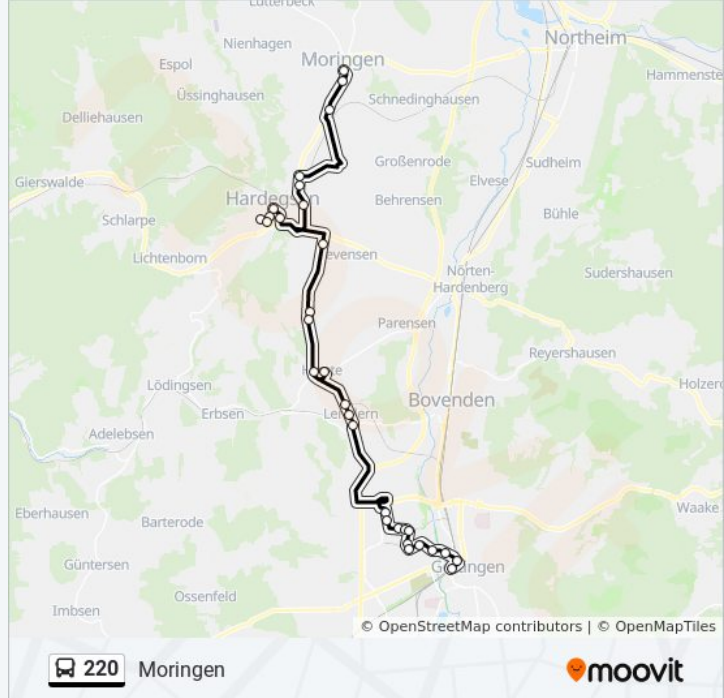 Lutterbeck
Nienhagen
Northeim
Moringen
Espol
Hammenste
Üssinghausen
Schnedinghausen
Delliehausen
Großenrode
Sudheim
Gierswalde
Elvese
Hardegsen
Behrensen
Schlarpe
Bühle
Lichtenborn
evensen
Nörten-
Hardenberg
Sudershausen
Parensen
Reyershausen
Lödingsen
Holzerd
Bovenden
Erbsen
Adelebsen
Waake
Eberhausen
Barterode
Güntersen
Ossenfeld
Imbsen
© OpenStreetMap contributors | © OpenMapTiles
220 Moringen
moovit